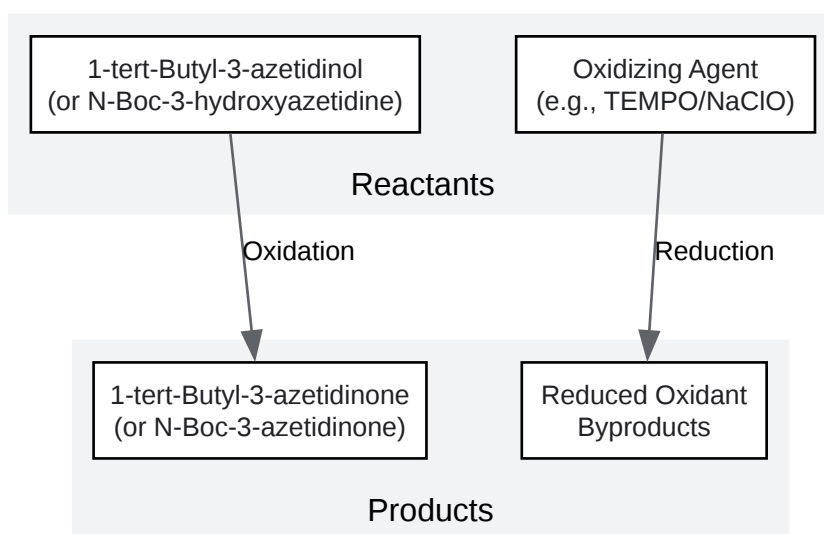 1-tert-Butyl-3-azetidinol
(or N-Boc-3-hydroxyazetidine)
Oxidizing Agent
(e.g., TEMPO/NaClO)
Reactants
Oxidation
Reduction
1-tert-Butyl-3-azetidinone
(or N-Boc-3-azetidinone)
Reduced Oxidant
Byproducts
Products